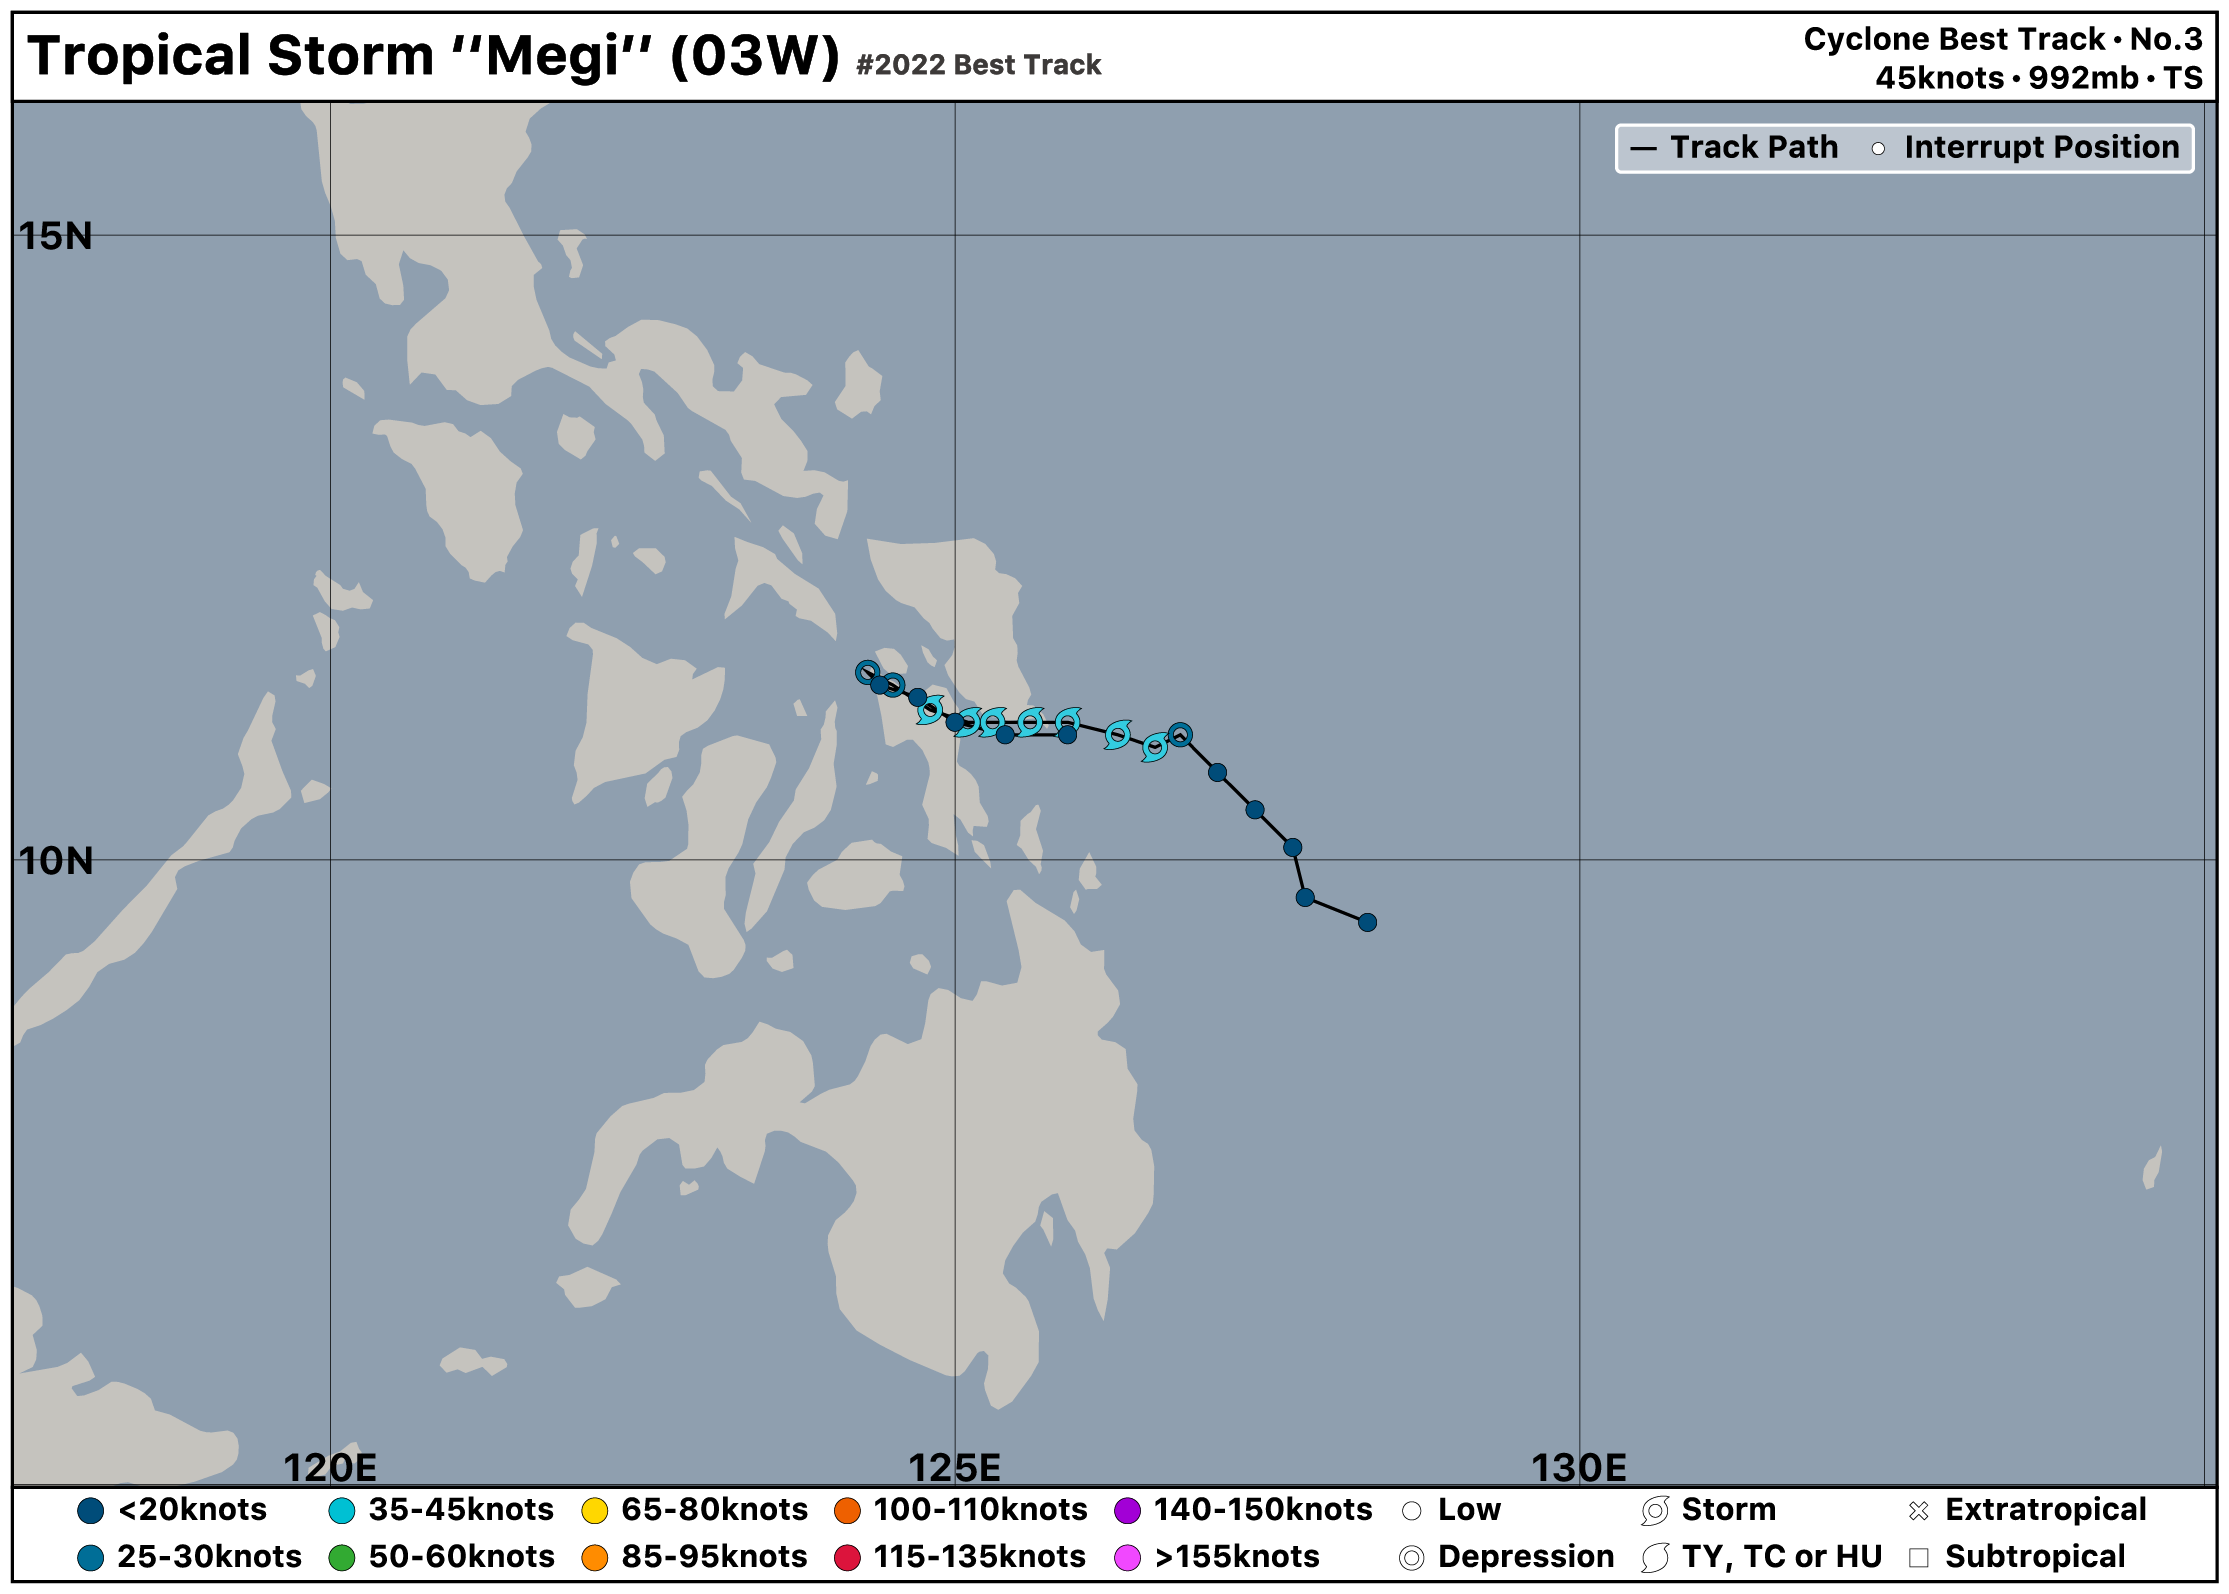 Tropical Storm ′′Megi′′ (03W) #2022 Best Track
Cyclone Best Track · No.3
45knots · 992mb · TS
Track Path Interrupt Position
15N
10N
120E 125E 130E
<20knots 35-45knots 65-80knots 100-110knots 140-150knots Low Storm Extratropical
25-30knots 50-60knots 85-95knots 115-135knots >155knots Depression TY, TC or HU Subtropical